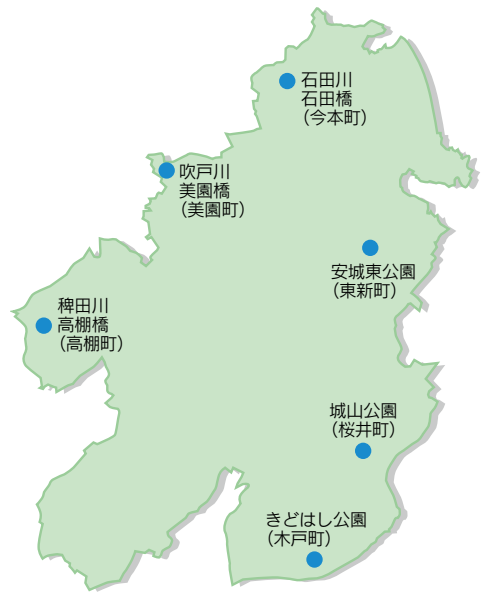 石田川
石田橋
（今本町）
吹戸川
美園橋
（美園町）
安城東公園
（東新町）
稗田川
高棚橋
（高棚町）
城山公園
（桜井町）
きどはし公園
（木戸町）